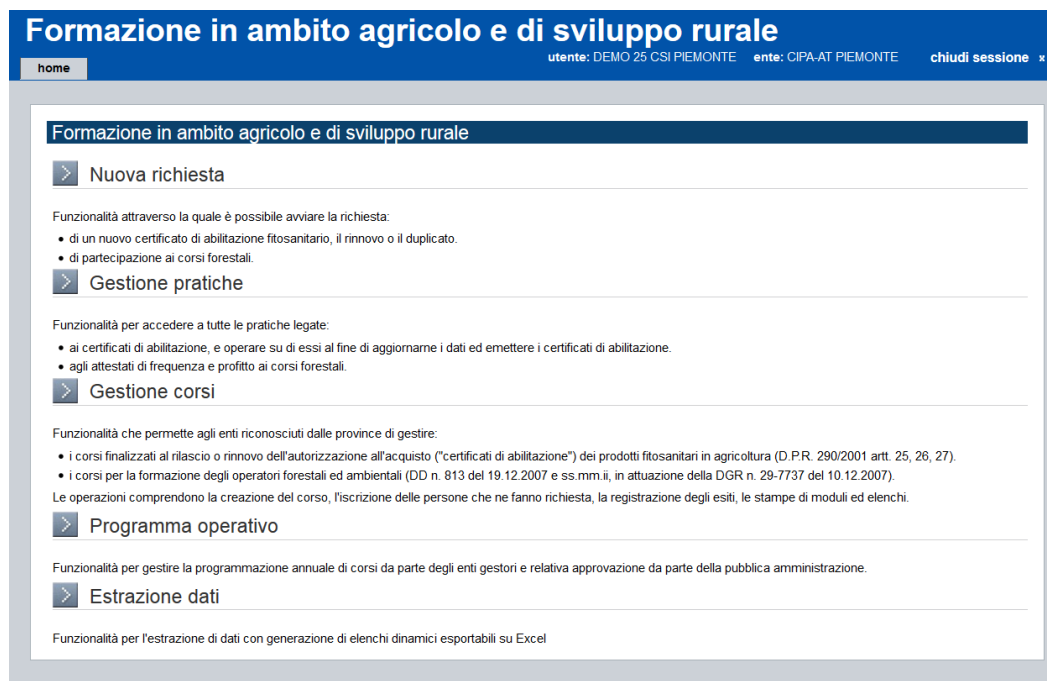 Formazione in ambito agricolo e di sviluppo rurale
utente: DEMO 25 CSI PIEMONTE ente: CIPA-AT PIEMONTE chiudi sessione x
home
Formazione in ambito agricolo e di sviluppo rurale
Nuova richiesta
Funzionalità attraverso la quale è possibile avviare la richiesta:
• di un nuovo certificato di abilitazione fitosanitario, il rinnovo o il duplicato.
• di partecipazione ai corsi forestali.
Gestione pratiche
Funzionalità per accedere a tutte le pratiche legate:
• ai certificati di abilitazione, e operare su di essi al fine di aggiornarne i dati ed emettere i certificati di abilitazione.
• agli attestati di frequenza e profitto ai corsi forestali.
Gestione corsi
Funzionalità che permette agli enti riconosciuti dalle province di gestire:
• i corsi finalizzati al rilascio o rinnovo dell'autorizzazione all'acquisto ("certificati di abilitazione") dei prodotti fitosanitari in agricoltura (D.P.R. 290/2001 artt. 25, 26, 27).
• i corsi per la formazione degli operatori forestali ed ambientali (DD n. 813 del 19.12.2007 e ss.mm.ii, in attuazione della DGR n. 29-7737 del 10.12.2007).
Le operazioni comprendono la creazione del corso, l'iscrizione delle persone che ne fanno richiesta, la registrazione degli esiti, le stampe di moduli ed elenchi.
Programma operativo
Funzionalità per gestire la programmazione annuale di corsi da parte degli enti gestori e relativa approvazione da parte della pubblica amministrazione.
Estrazione dati
Funzionalità per l'estrazione di dati con generazione di elenchi dinamici esportabili su Excel